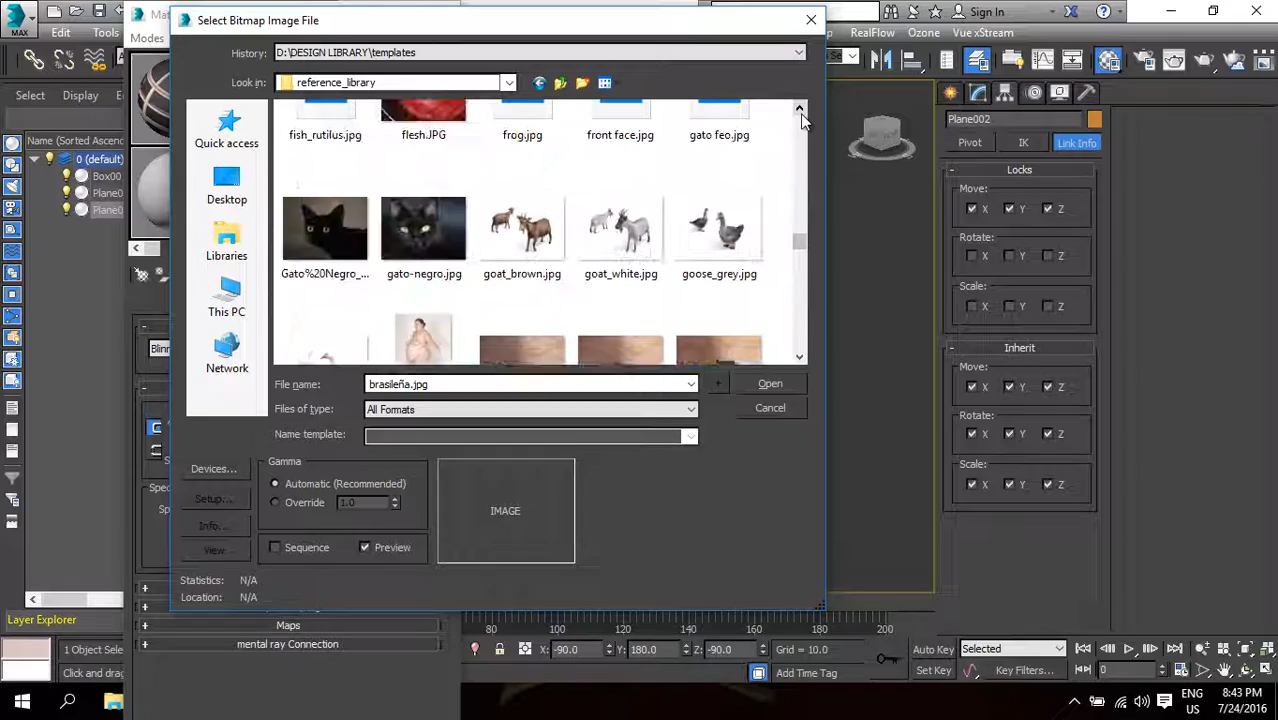 Select Bitmap Image File
Sign In
MAX
Edit
Tools
Modes
RealFlow
Ozone
Vue xStream
History:
D:\DESIGN LIBRARY\templates
Look in:
reference_library
Select
Display
Name (Sorted Ascend
0 (default)
Box00
Plane0
Plane0
Quick access
Desktop
Libraries
This PC
Network
fish_rutilus.jpg
flesh.JPG
frog.jpg
front face.jpg
gato feo.jpg
Gato%20Negro_...
gato-negro.jpg
goat_brown.jpg
goat_white.jpg
goose_grey.jpg
File name:
brasileña.jpg
Open
Files of type:
All Formats
Cancel
Name template:
Devices...
Setup...
Info...
View...
Gamma
Automatic (Recommended)
Override
1.0
Sequence
Preview
IMAGE
Statistics:
N/A
Location:
N/A
Plane002
Pivot
IK
Link Info
Locks
Move:
X
Y
Z
Rotate:
X
Y
Z
Scale:
X
Y
Z
Inherit
Move:
X
Y
Z
Rotate:
X
Y
Z
Scale:
X
Y
Z
Maps
mental ray Connection
Layer Explorer
80
100
120
140
160
180
200
1 Object Selec
X:
-90.0
Y:
180.0
Z:
-90.0
Grid = 10.0
Auto Key
Selected
Click and drag
Add Time Tag
Set Key
Key Filters...
0
ENG
US
8:43 PM
7/24/2016